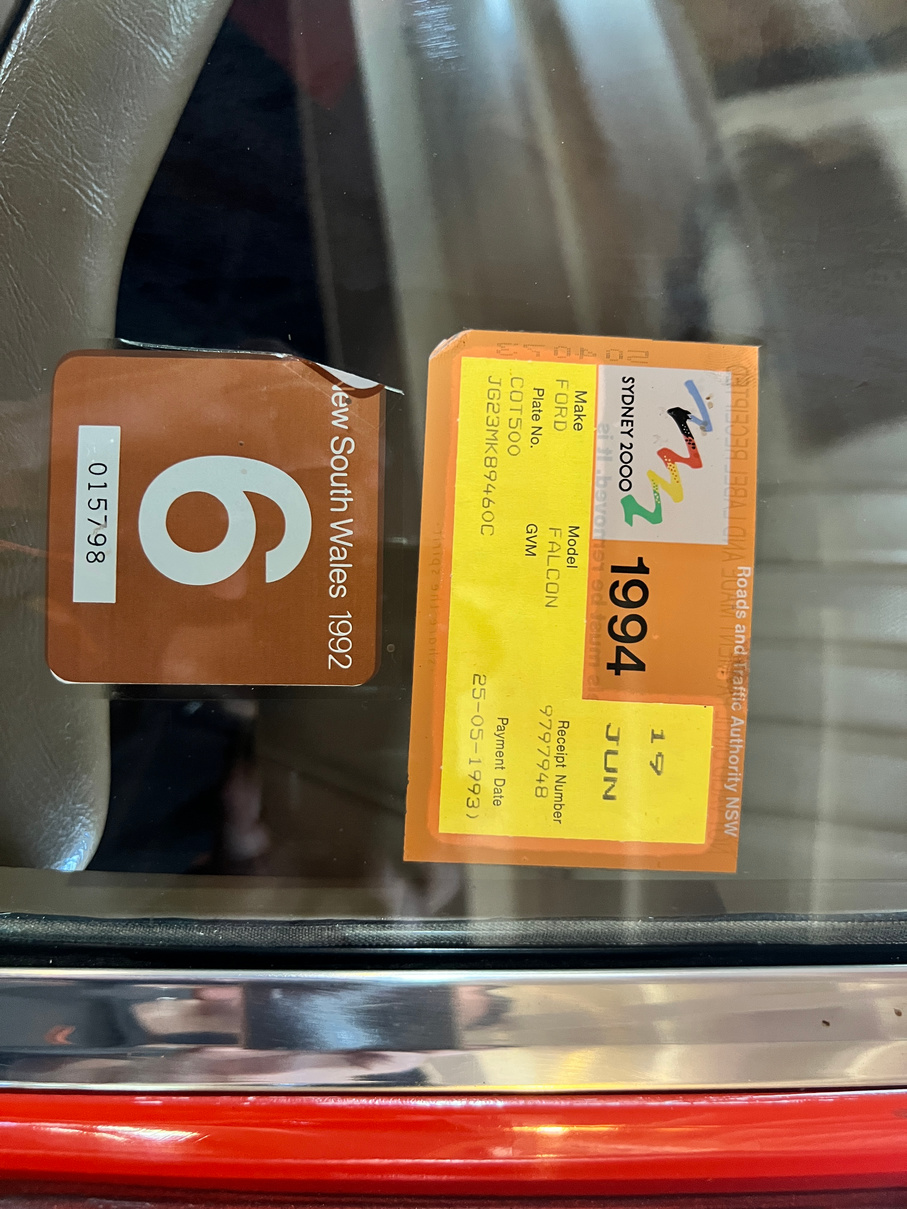 New South Wales 1992
6
015798
Roads and Traffic Authority NSW
SYDNEY 2000
1994
19
JUN
Make
FORD
Model
FALCON
Receipt Number
9797948
Plate No.
COT500
GVM
Payment Date
JG23MK89460C
25-05-1993)